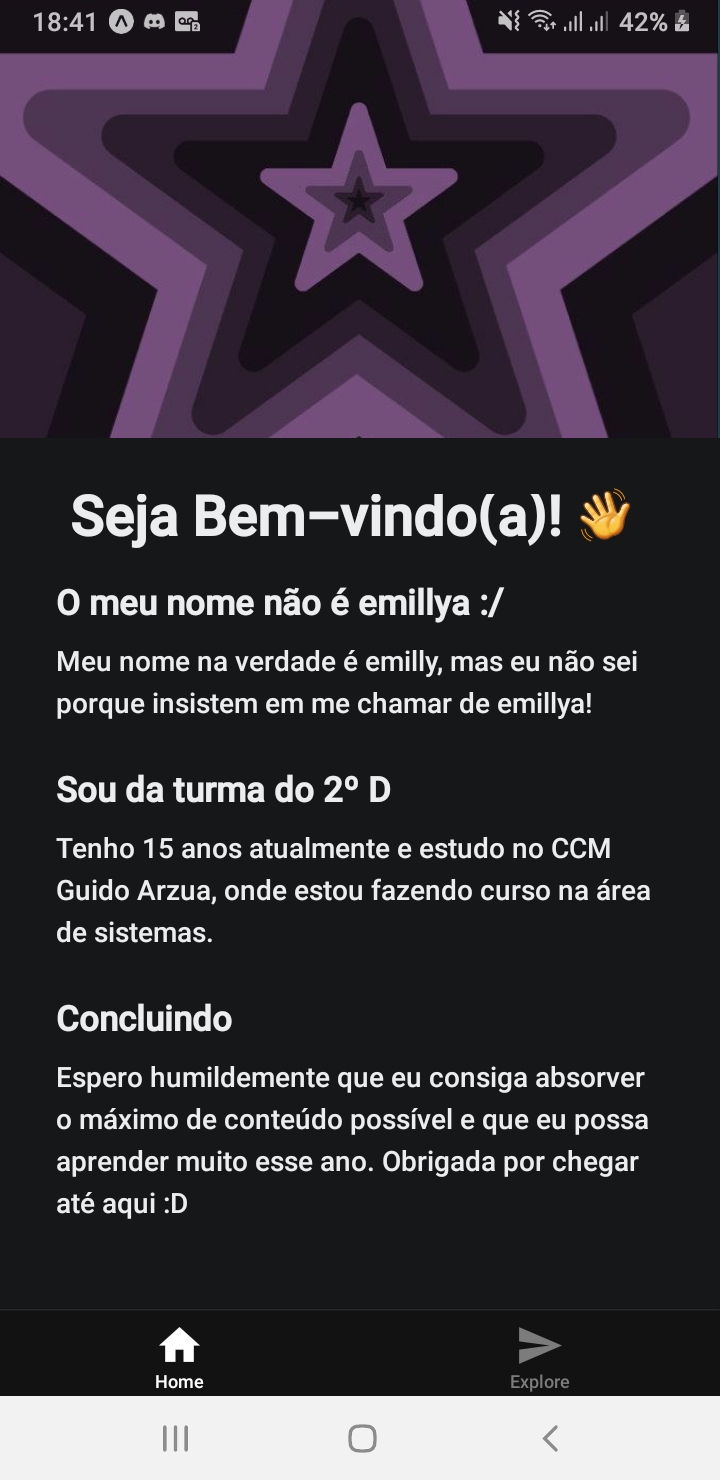 18:41 42%
Seja Bem-vindo(a)! 👋
O meu nome não é emillya :/
Meu nome na verdade é emilly, mas eu não sei
porque insistem em me chamar de emillya!
Sou da turma do 2º D
Tenho 15 anos atualmente e estudo no CCM
Guido Arzua, onde estou fazendo curso na área
de sistemas.
Concluindo
Espero humildemente que eu consiga absorver
o máximo de conteúdo possível e que eu possa
aprender muito esse ano. Obrigada por chegar
até aqui :D
Home Explore